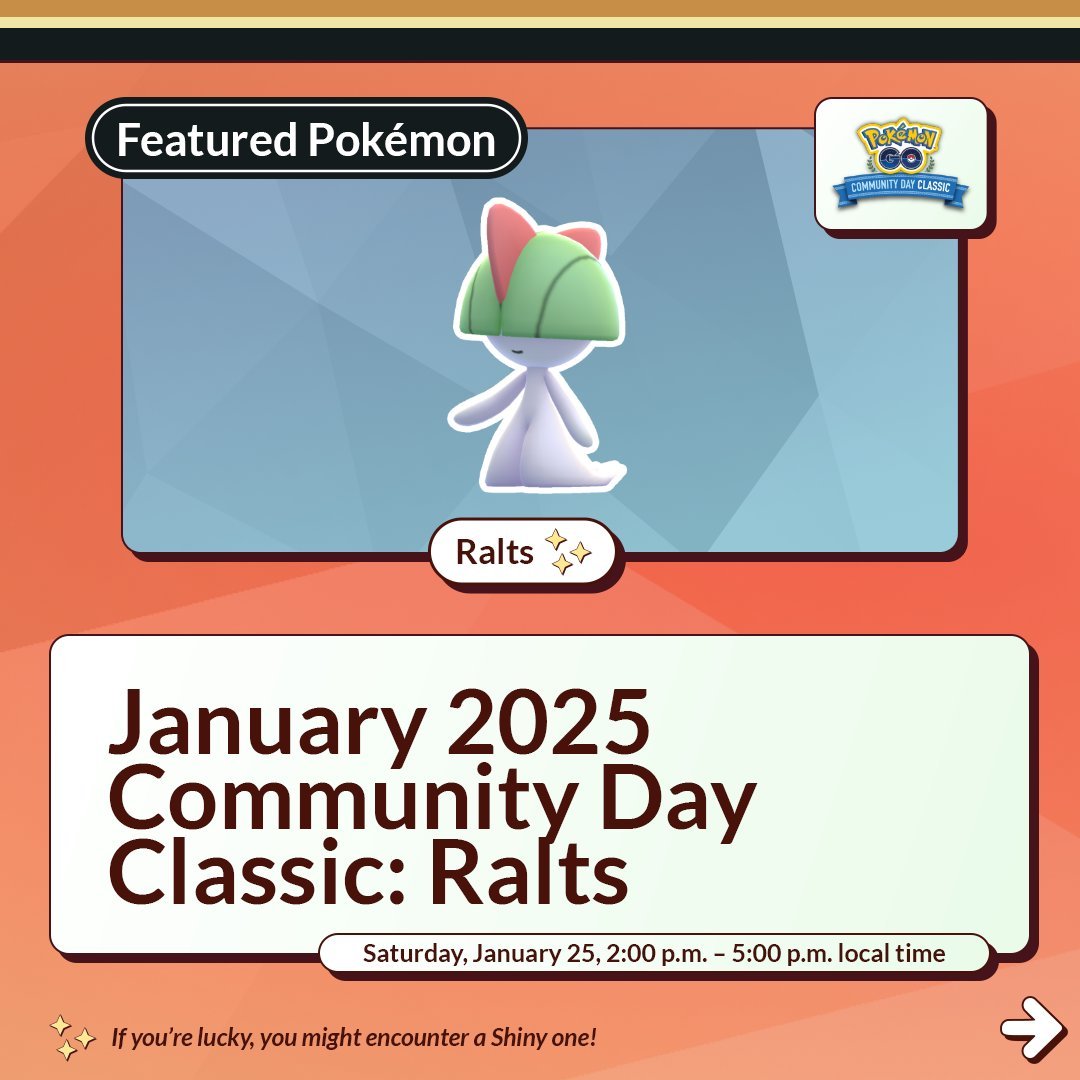 Featured Pokémon
POKÉMON
GO
COMMUNITY DAY CLASSIC
Ralts
January 2025
Community Day
Classic: Ralts
Saturday, January 25, 2:00 p.m. – 5:00 p.m. local time
If you're lucky, you might encounter a Shiny one!